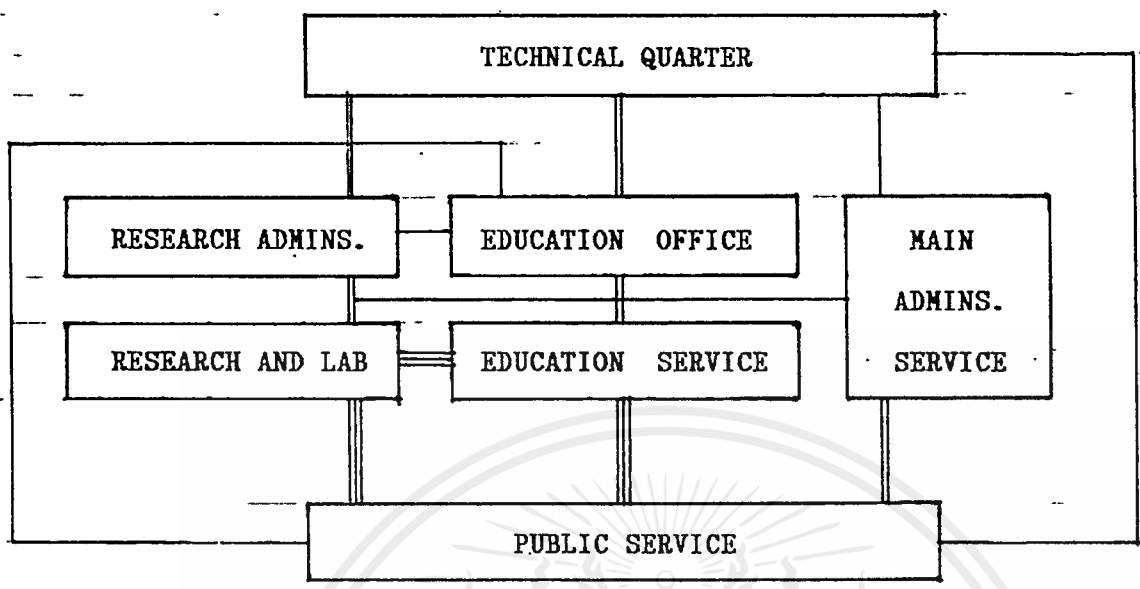 TECHNICAL QUARTER
RESEARCH ADMINS.
EDUCATION OFFICE
MAIN
ADMINS.
SERVICE
RESEARCH AND LAB
EDUCATION SERVICE
PUBLIC SERVICE